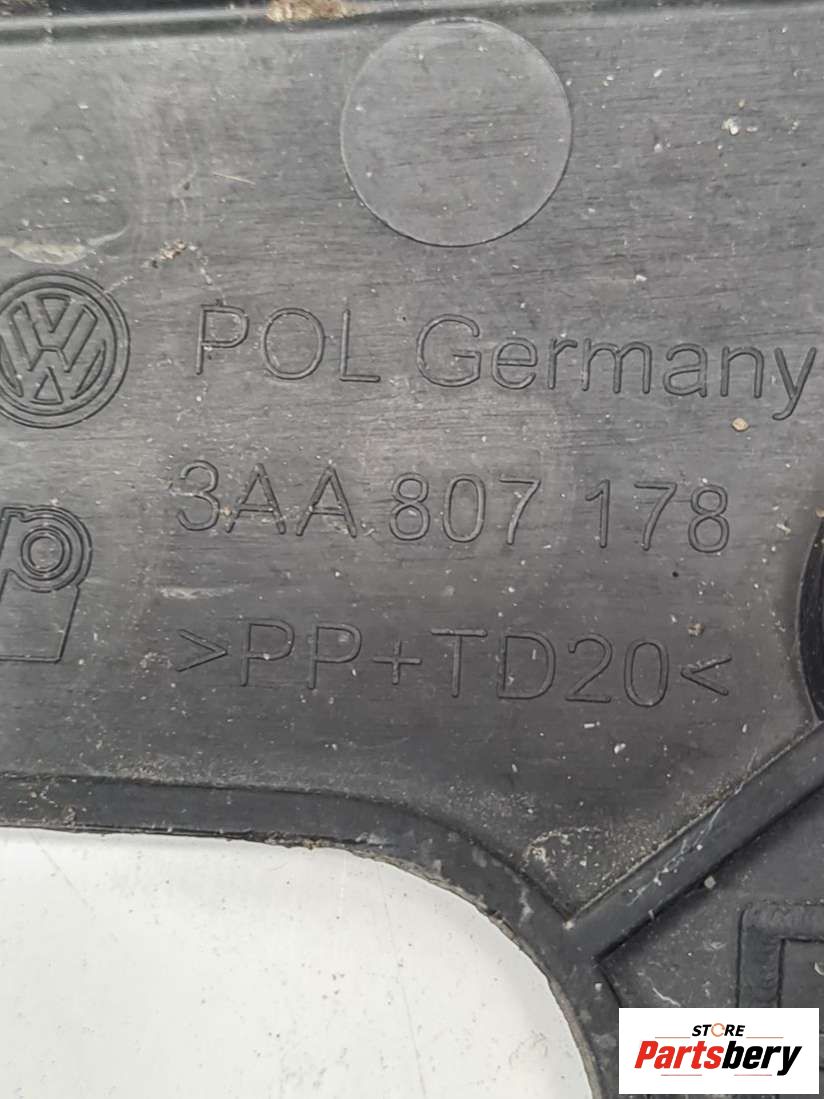 POL Germany
3AA 807 178
>PP+TD20<
STORE
Partsbery